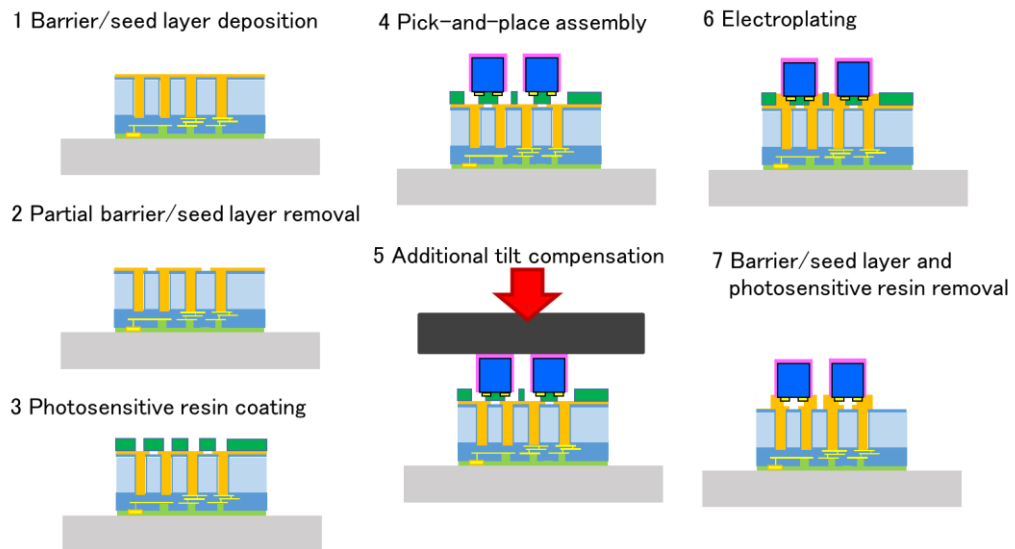 1 Barrier/seed layer deposition
2 Partial barrier/seed layer removal
3 Photosensitive resin coating
4 Pick-and-place assembly
5 Additional tilt compensation
6 Electroplating
7 Barrier/seed layer and
photosensitive resin removal